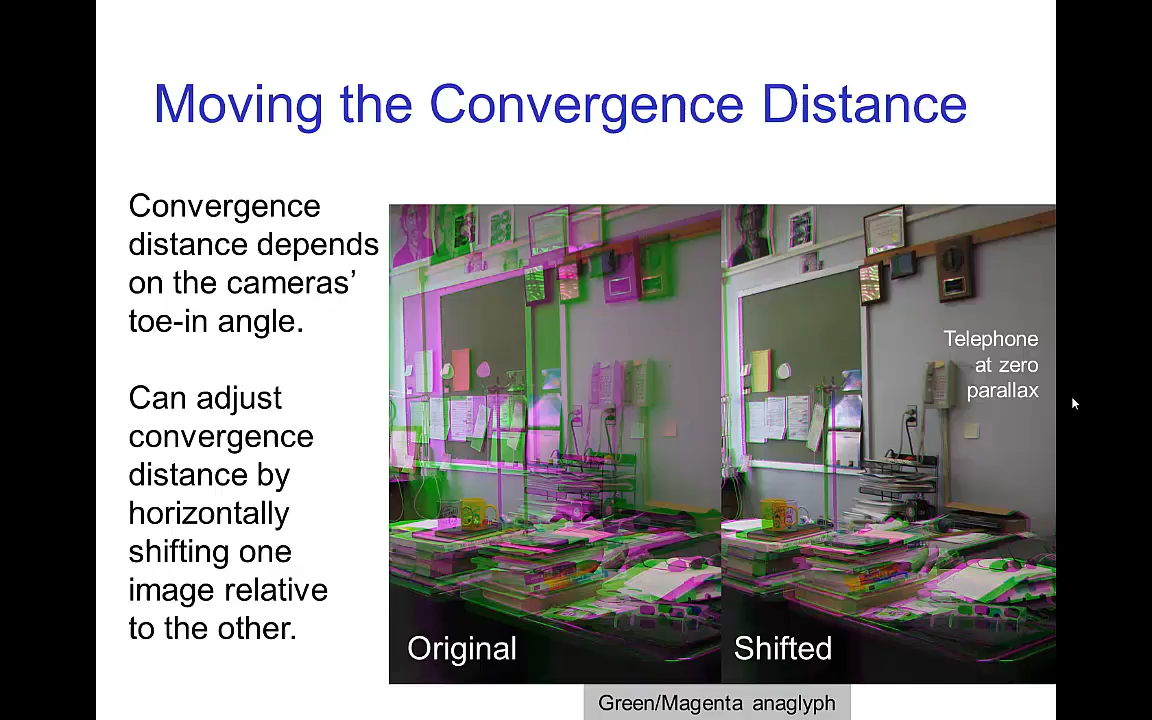 Moving the Convergence Distance
Convergence
distance depends
on the cameras’
toe-in angle.
Can adjust
convergence
distance by
horizontally
shifting one
image relative
to the other.
Telephone
at zero
parallax
Original
Shifted
Green/Magenta anaglyph